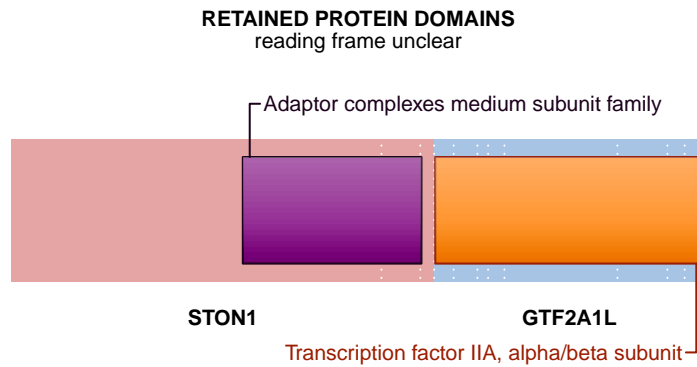 RETAINED PROTEIN DOMAINS
reading frame unclear
Adaptor complexes medium subunit family
STON1
GTF2A1L
Transcription factor IIA, alpha/beta subunit